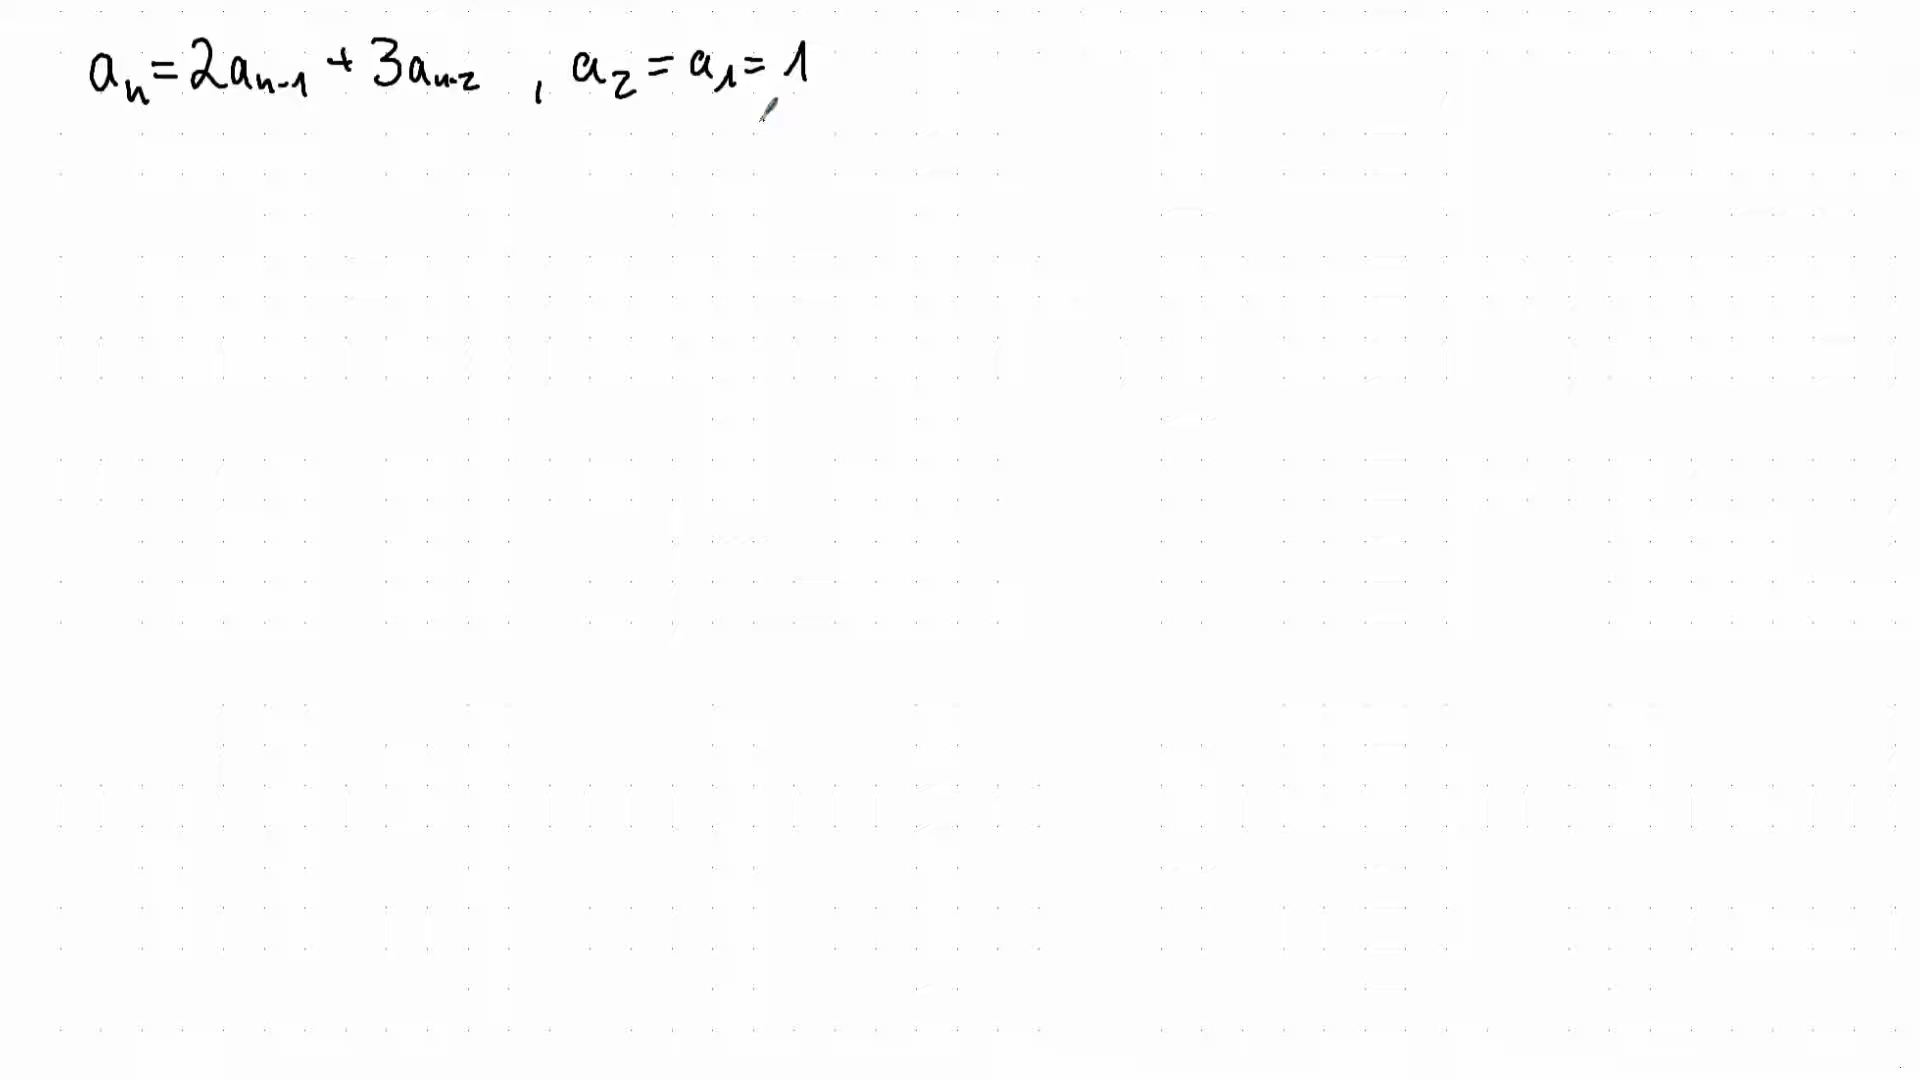 aₙ = 2aₙ₋₁ + 3aₙ₋₂ , a₂ = a₁ = 1